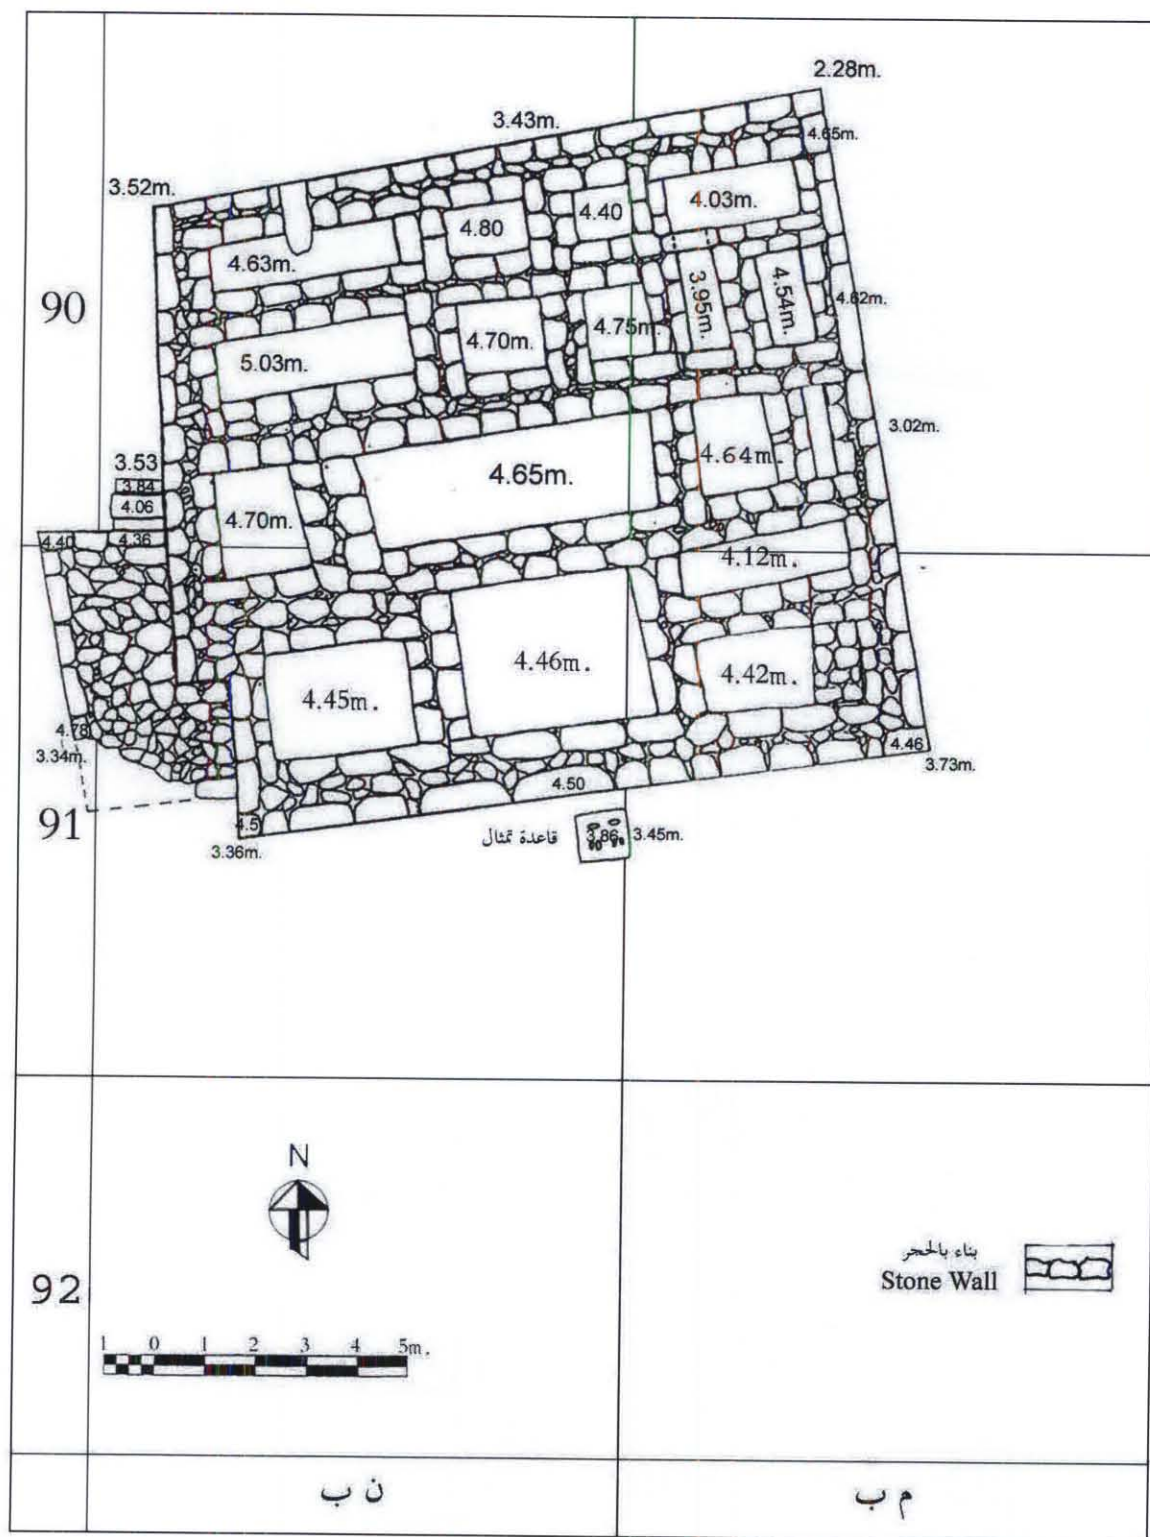 2.28m.
3.43m.
4.65m.
3.52m.
4.03m.
4.40
4.80
4.63m.
90
3.95m.
4.54m.
4.62m.
4.75m.
4.70m.
5.03m.
3.02m.
3.53
4.64m.
4.65m.
3.84
4.06
4.70m.
4.40
4.36
4.12m.
4.46m.
4.42m.
4.45m.
4.78
3.34m.
4.46
3.73m.
4.50
91
4.5
3.36m.
قاعدة تمثال
3.86
3.45m.
N
بناء بالحجر
Stone Wall
92
1 0 1 2 3 4 5m.
ن ب
م ب